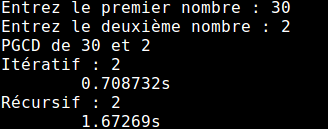 Entrez le premier nombre : 30
Entrez le deuxième nombre : 2
PGCD de 30 et 2
Itératif : 2
0.708732s
Récursif : 2
1.67269s